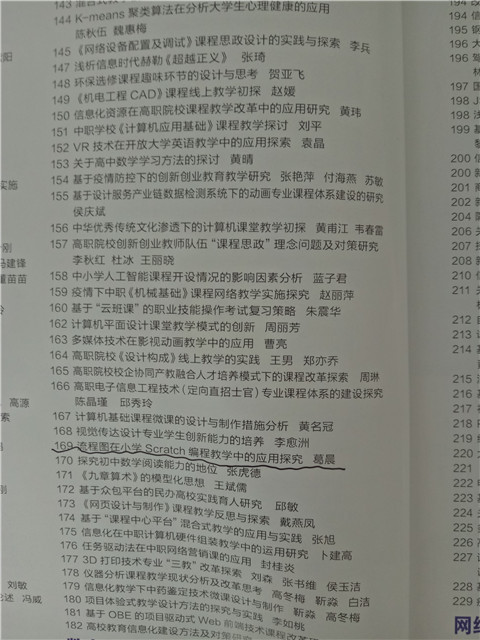 144 K-means 聚类算法在分析大学生心理健康的应用
陈秋伍 魏惠梅
145 《网络设备配置及调试》课程思政设计的实践与探索 李兵
147 浅析信息时代赫勒《超越正义》 张琦
148 环保选修课程趣味环节的设计与思考 贺亚飞
149 《机电工程 CAD》课程线上教学初探 赵媛
150 信息化资源在高职院校课程教学改革中的应用研究 黄玮
151 中职学校《计算机应用基础》课程教学探讨 刘平
152 VR 技术在开放大学英语教学中的应用探索 袁晶
153 关于高中数学学习方法的探讨 黄晴
154 基于疫情防控下的创新创业教育教学研究 张艳萍 付海燕 苏敏
155 基于设计服务产业链数据检测系统下的动画专业课程体系建设的研究
侯庆斌
156 中华优秀传统文化渗透下的计算机课堂教学初探 黄甫江 韦春雷
157 高职院校创新创业教师队伍“课程思政”理念问题及对策研究
李秋红 杜冰 王丽晓
158 中小学人工智能课程开设情况的影响因素分析 蓝子君
159 疫情下中职《机械基础》课程网络教学实施探究 赵丽萍
160 基于“云班课”的职业技能操作考试复习策略 朱震华
162 计算机平面设计课堂教学模式的创新 周丽芳
163 多媒体技术在影视动画教学中的应用 曹亮
164 高职院校《设计构成》线上教学的实践 王男 郑亦乔
165 高职院校校企协同产教融合人才培养模式下的课程改革探索 周琳
166 高职电子信息工程技术（定向直招士官）专业课程体系的建设探究
陈晶瑾 邱秀玲
167 计算机基础课程微课的设计与制作措施分析 黄名冠
168 视觉传达设计专业学生创新能力的培养 李愈洲
169 流程图在小学 Scratch 编程教学中的应用探究 葛晨
170 探究初中数学阅读能力的地位 张虎德
171 《九章算术》的模型化思想 王斌儒
172 基于众包平台的民办高校实践育人研究 邱敏
173 《网页设计与制作》课程教学反思与探索 戴燕凤
174 基于“课程中心平台”混合式教学的应用与实践 张旭
175 信息化在中职计算机硬件组装教学中的运用研究 卜建高
176 任务驱动法在中职网络营销课的应用 封桂炎
177 3D 打印技术专业“三教”改革探索 刘森 张书维 侯玉洁
178 仪器分析课程教学现状分析及改革思考 高冬梅 靳淼 白洁
179 信息化教学下中药鉴定技术微课设计与制作 靳淼 高冬梅
180 项目体验式教学设计方法的探究与实践 李如桃
181 基于 OBE 的项目驱动式 Web 前端技术课程改革
182 高校教育信息化建设方法及对策研究